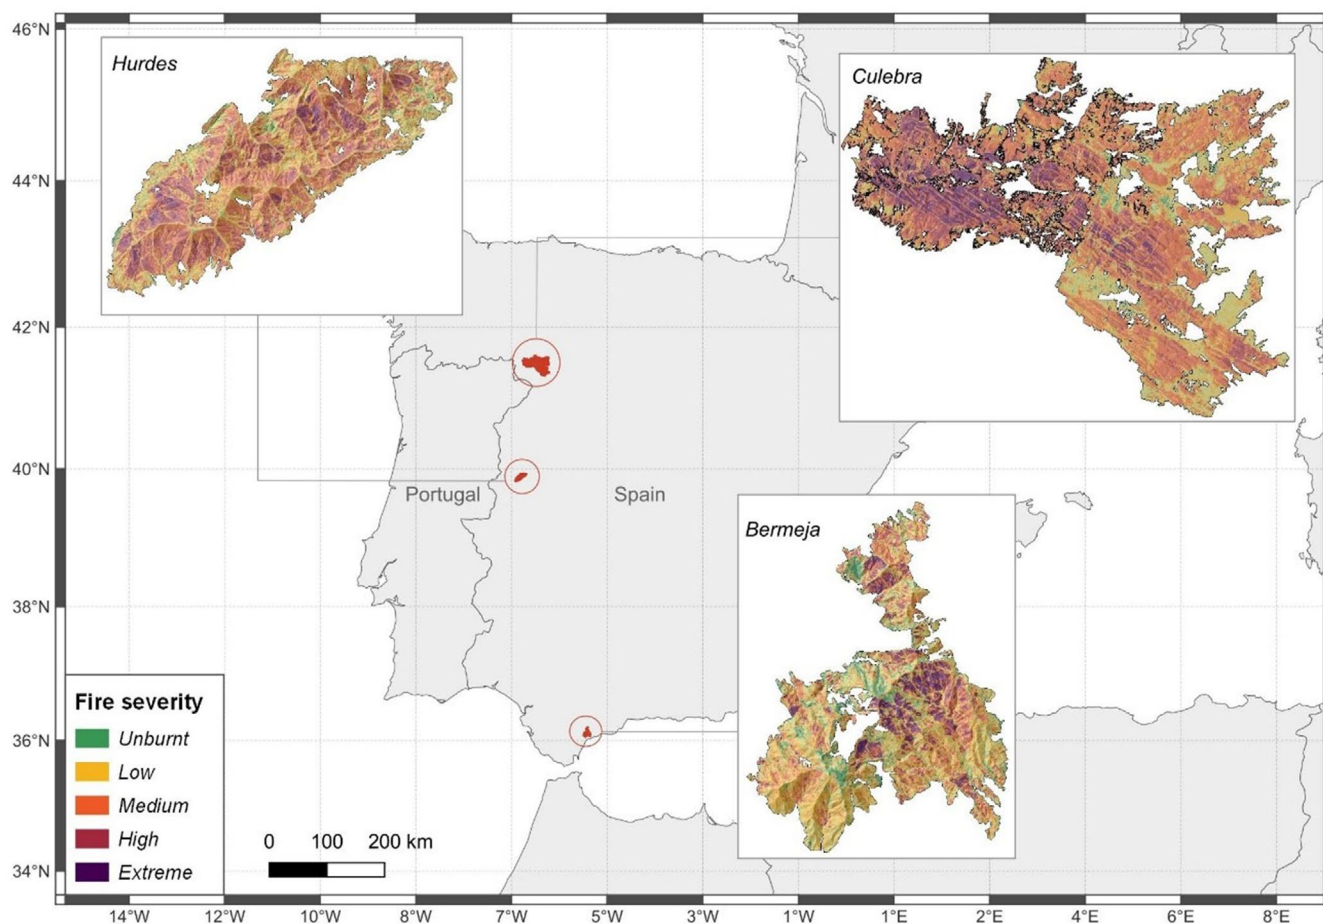 46°N
44°N
42°N
40°N
38°N
36°N
34°N
Hurdes
Culebra
Portugal
Spain
Bermeja
Fire severity
Unburnt
Low
Medium
High
Extreme
0 100 200 km
14°W 12°W 10°W 8°W 7°W 5°W 3°W 1°W 1°E 2°E 4°E 6°E 8°E